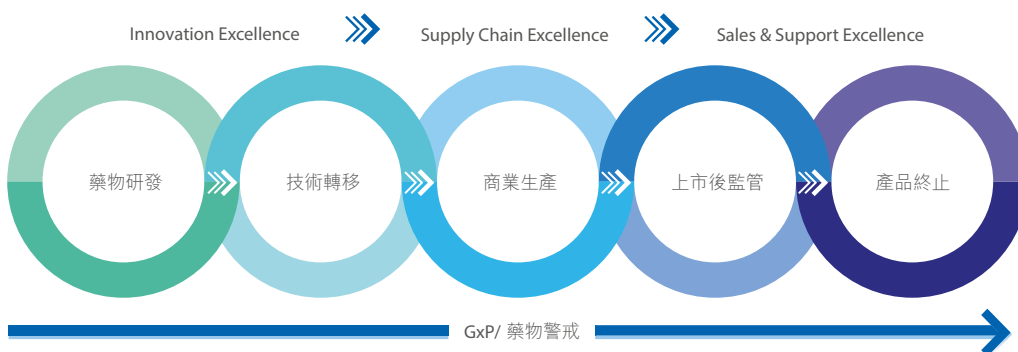 Innovation Excellence
Supply Chain Excellence
Sales & Support Excellence
藥物研發
技術轉移
商業生產
上市後監管
產品終止
GxP/ 藥物警戒